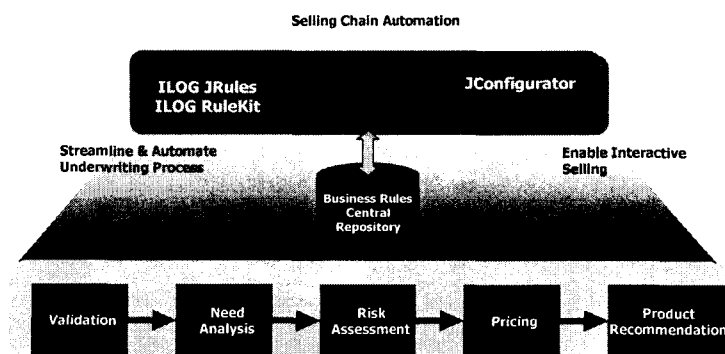 Selling Chain Automation
ILOG JRules
ILOG RuleKit
JConfigurator
Streamline & Automate
Underwriting Process
Enable Interactive
Selling
Business Rules
Central
Repository
Validation
Need
Analysis
Risk
Assessment
Pricing
Product
Recommendation